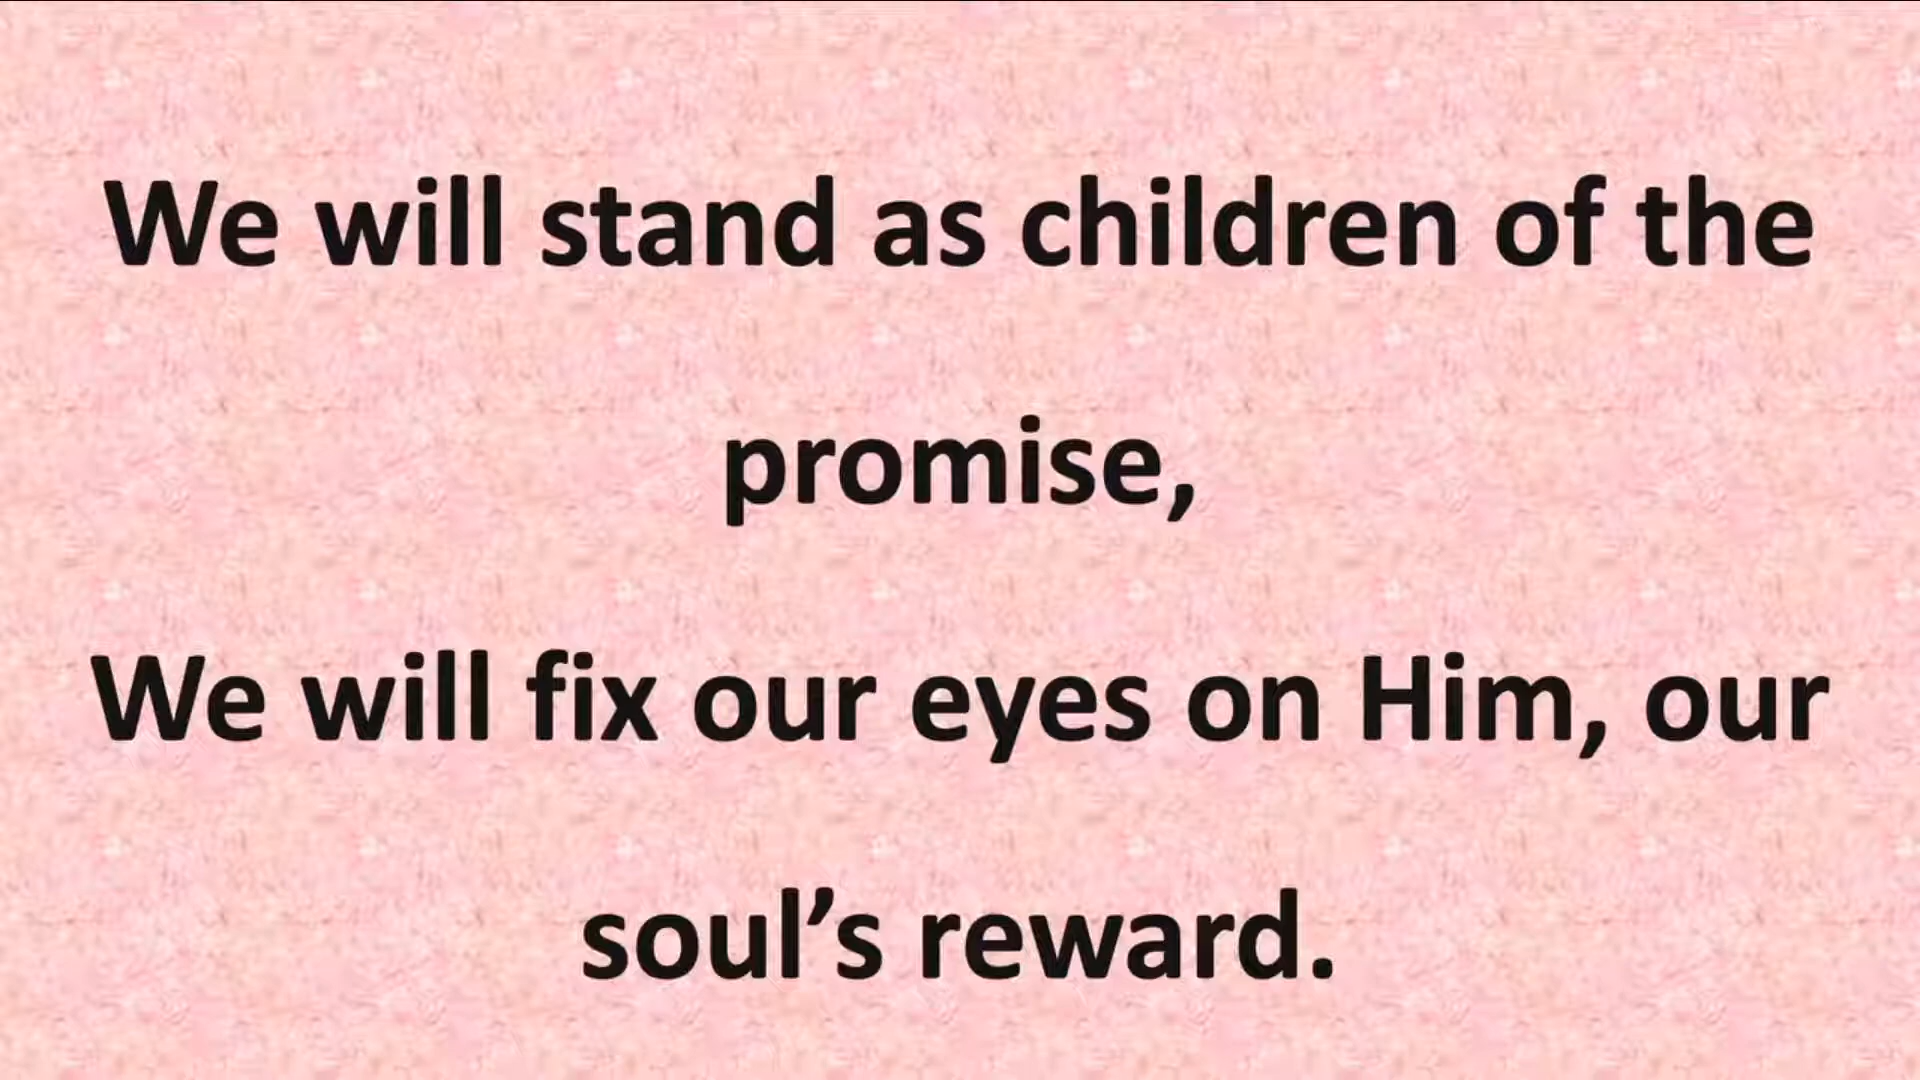 We will stand as children of the
promise,
We will fix our eyes on Him, our
soul’s reward.